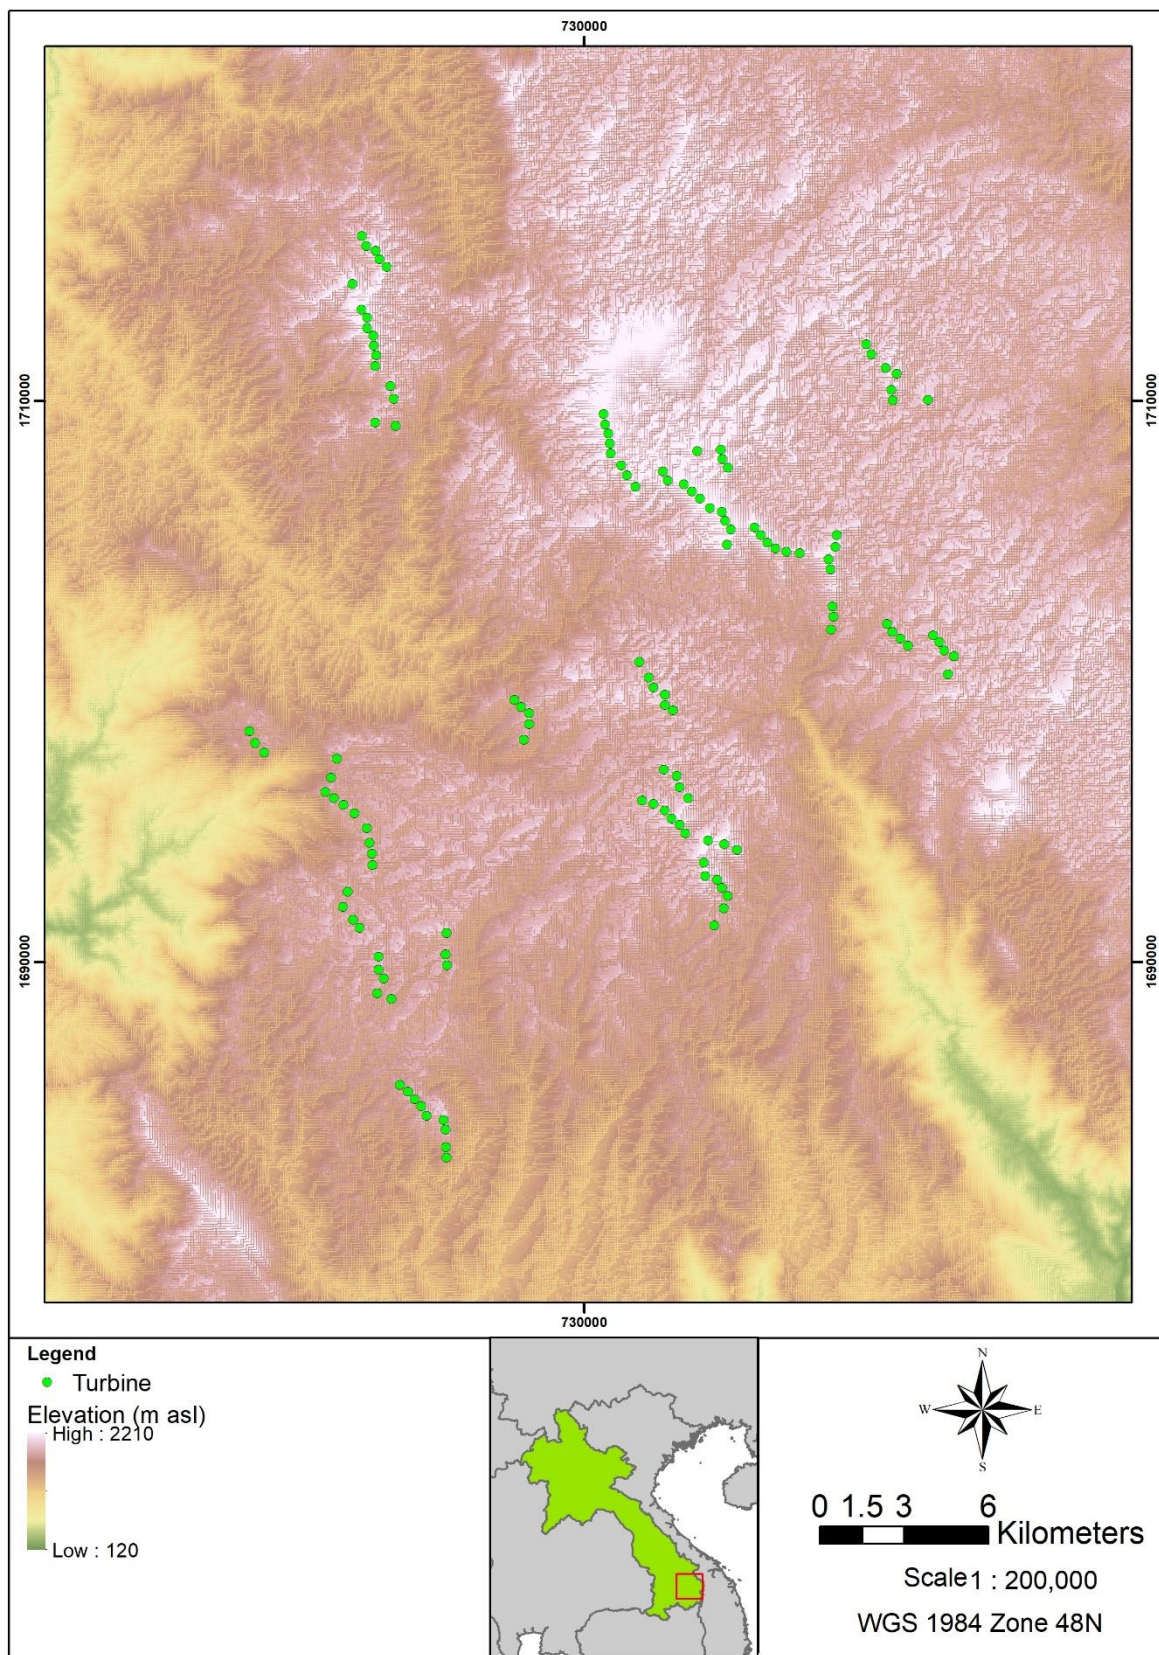 730000
1710000
1710000
1690000
1690000
730000
Legend
Turbine
Elevation (m asl)
High : 2210
Low : 120
N
W
E
S
0 1.5 3 6
Kilometers
Scale 1 : 200,000
WGS 1984 Zone 48N